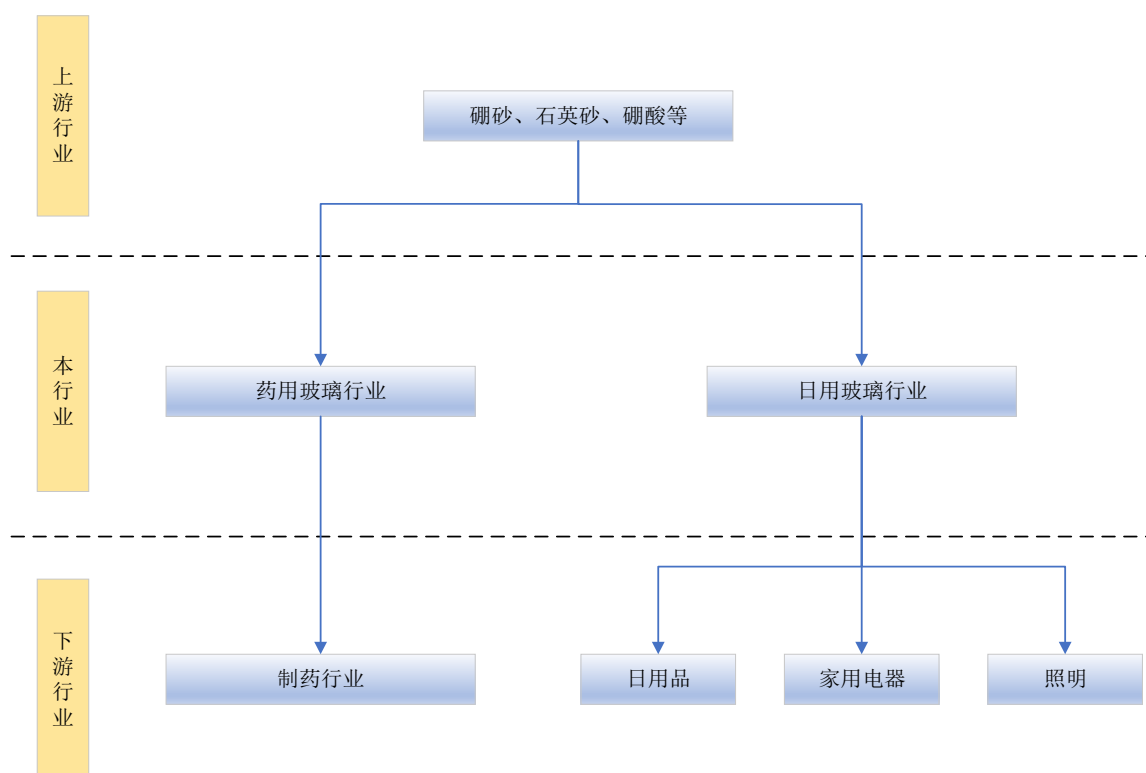 上游行业
硼砂、石英砂、硼酸等
本行业
药用玻璃行业
日用玻璃行业
下游行业
制药行业
日用品
家用电器
照明